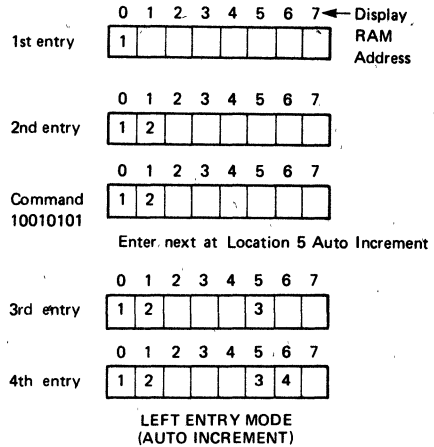 0 1 2 3 4 5 6 7 ← Display
RAM
Address
1st entry 1
0 1 2 3 4 5 6 7
2nd entry 1 2
0 1 2 3 4 5 6 7
Command 10010101 1 2
Enter next at Location 5 Auto Increment
0 1 2 3 4 5 6 7
3rd entry 1 2 3
0 1 2 3 4 5 6 7
4th entry 1 2 3 4
LEFT ENTRY MODE
(AUTO INCREMENT)